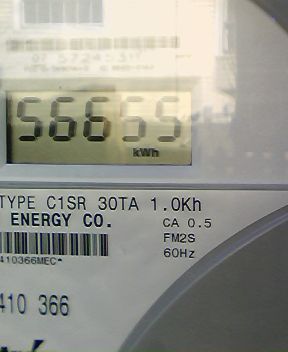 56655
kWh
TYPE C1SR 30TA 1.0Kh
ENERGY CO.
CA 0.5
FM2S
60Hz
410366MEC*
410 366